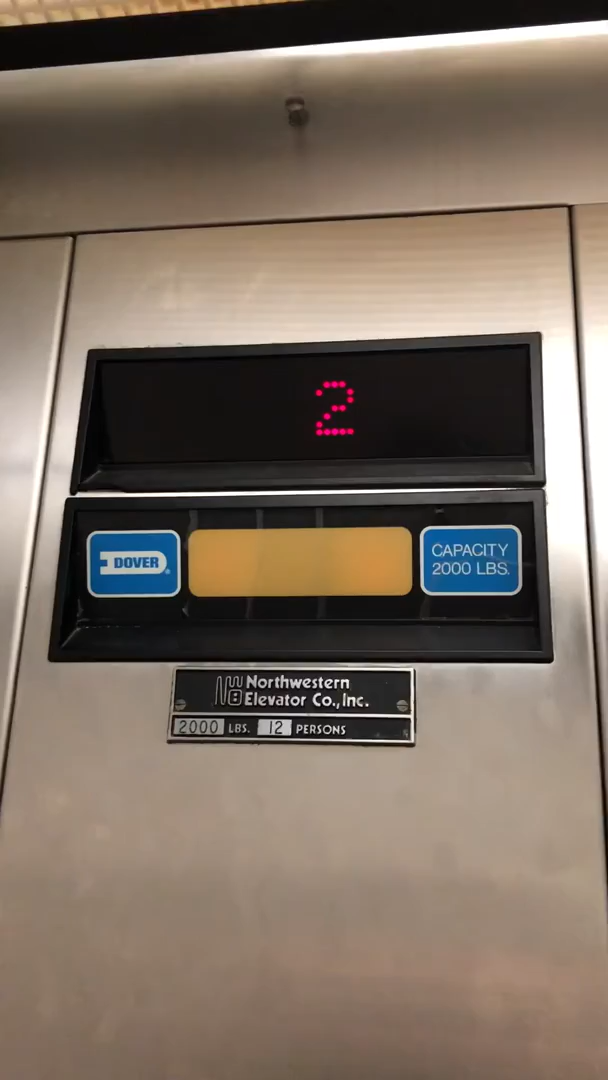 2
DOVER®
CAPACITY
2000 LBS.
Northwestern
Elevator Co., Inc.
2000 LBS. 12 PERSONS